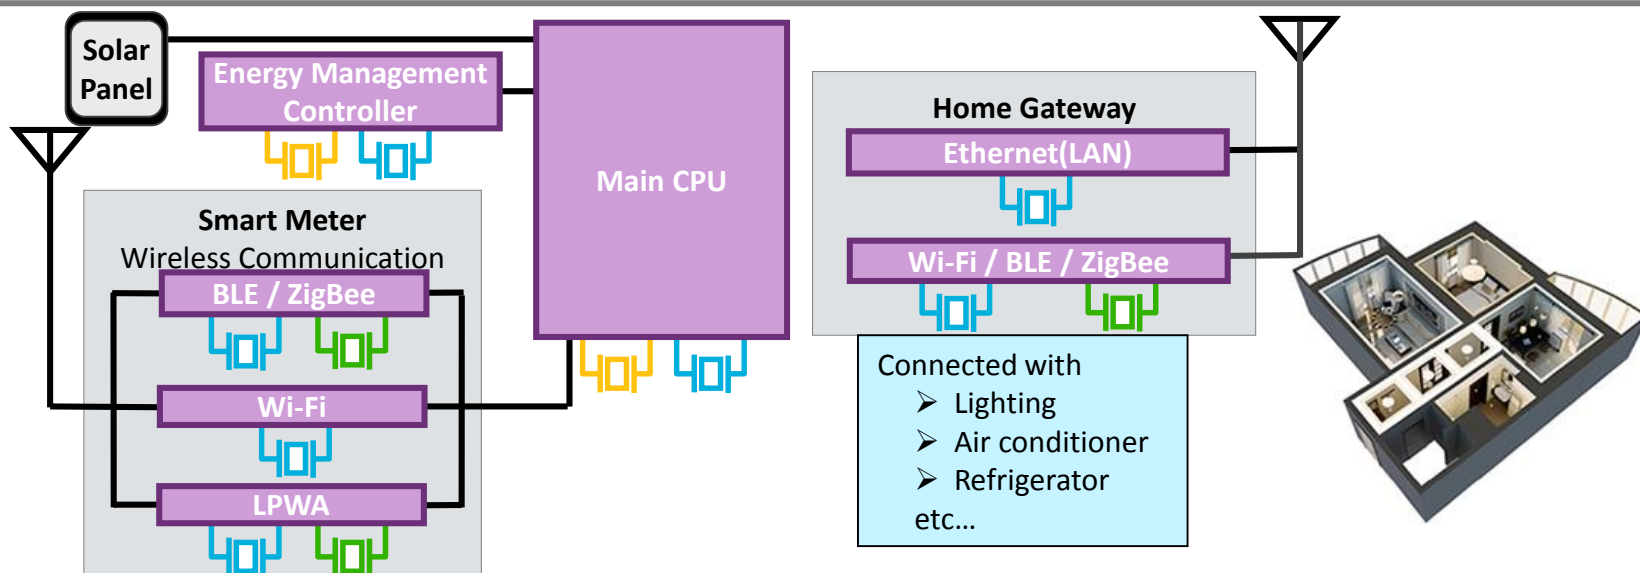 Solar
Panel
Energy Management
Controller
Main CPU
Smart Meter
Wireless Communication
BLE / ZigBee
Wi-Fi
LPWA
Home Gateway
Ethernet(LAN)
Wi-Fi / BLE / ZigBee
Connected with
➢ Lighting
➢ Air conditioner
➢ Refrigerator
etc...